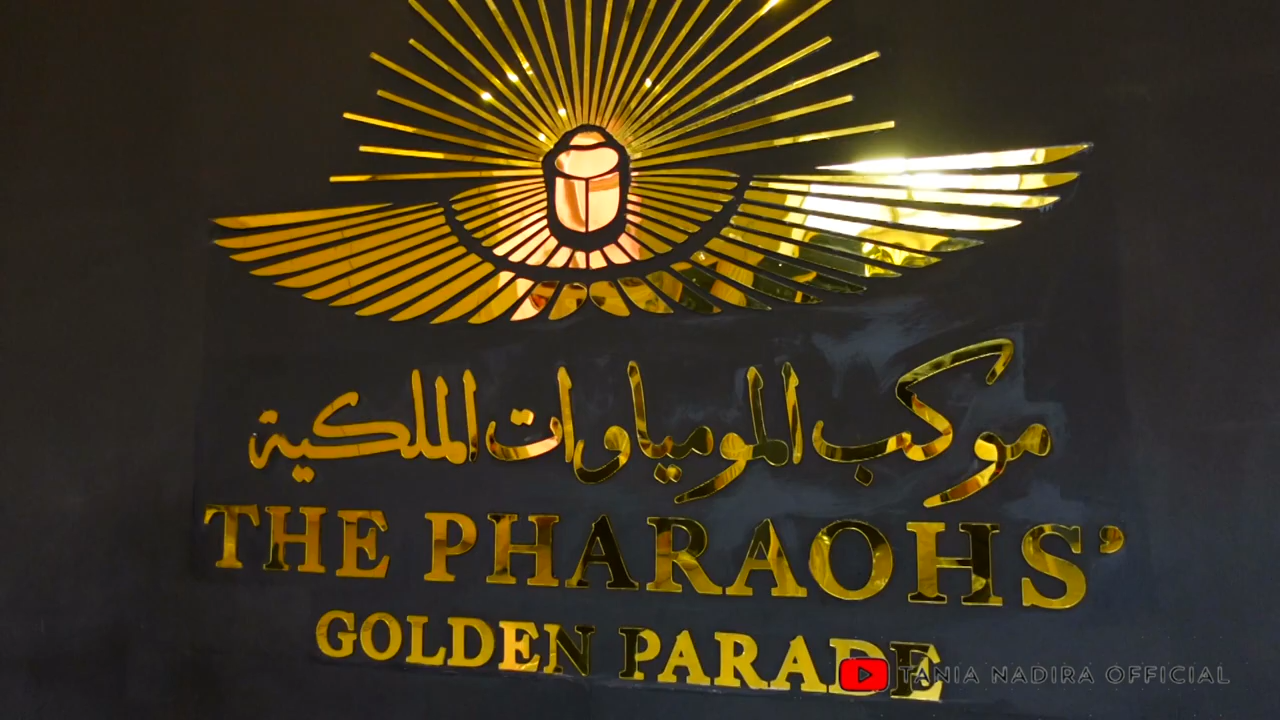 موكب المومياوات الملكية
THE PHARAOHS'
GOLDEN PARADE
TANIA NADIRA OFFICIAL